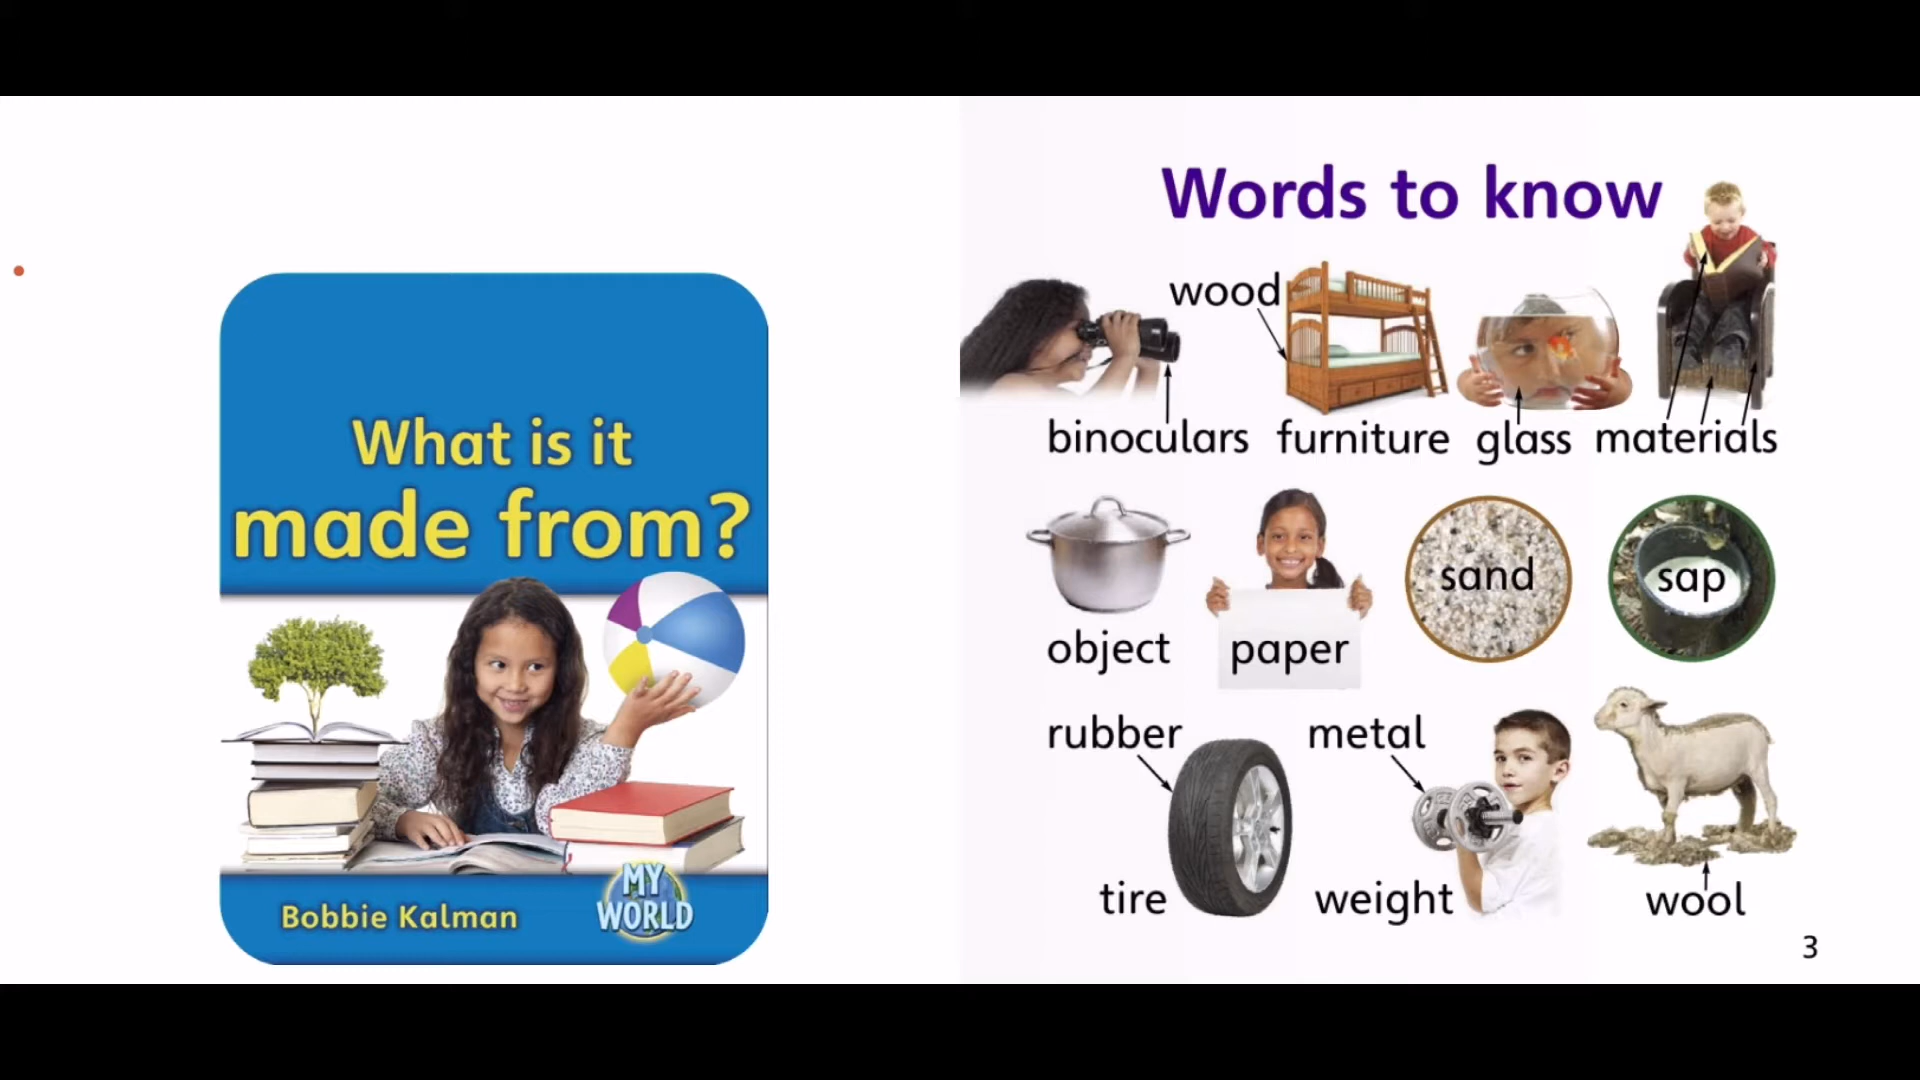 What is it
made from?
Bobbie Kalman
MY
WORLD
Words to know
wood
binoculars furniture glass materials
sand sap
object paper
rubber metal
tire weight wool
3